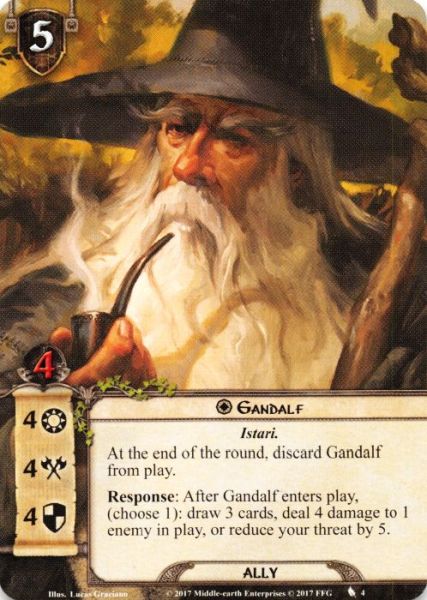 5
4
Gandalf
4
Istari.
At the end of the round, discard Gandalf
from play.
4
Response: After Gandalf enters play,
(choose 1): draw 3 cards, deal 4 damage to 1
enemy in play, or reduce your threat by 5.
4
ALLY
Illus. Lucas Graciano © 2017 Middle-earth Enterprises © 2017 FFG 4